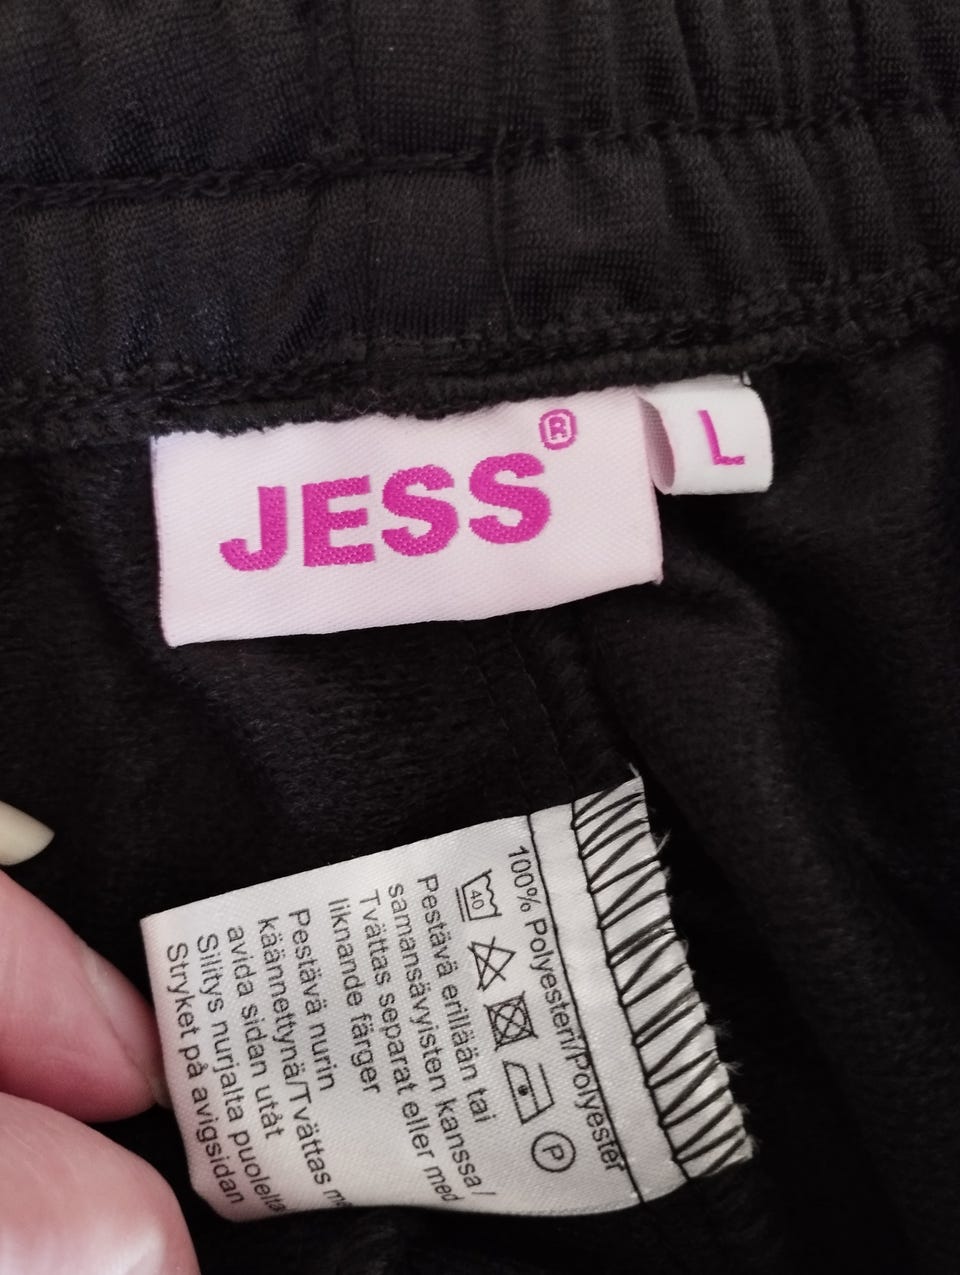 JESS®
L
100% Polyesteri/Polyester
40
P
Pestävä erillään tai
samansävyisten kanssa /
Tvättas separat eller med
liknande färger
Pestävä nurin
käännettynä/Tvättas
avida sidan utåt
Silitys nurjalta puolelta
Stryket på avigsidan